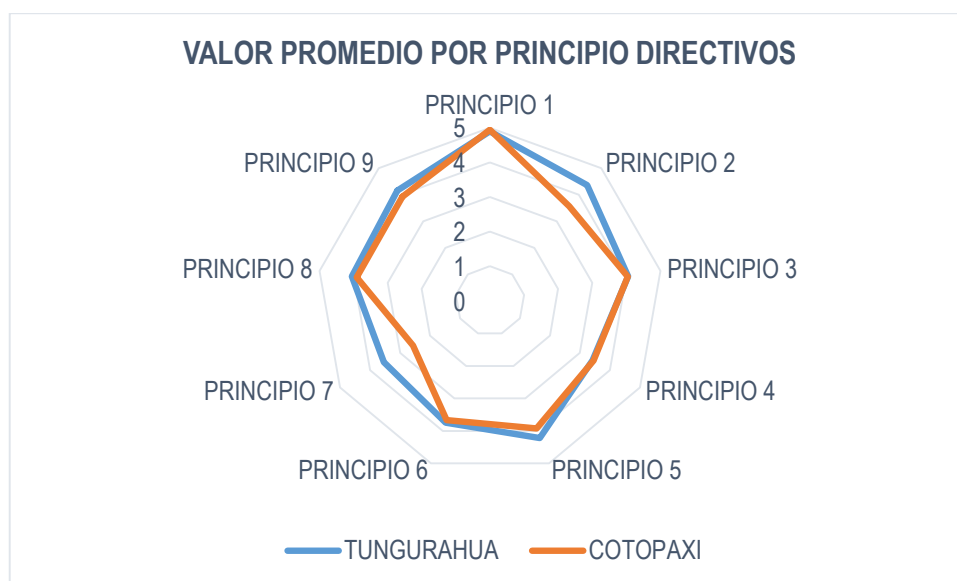 VALOR PROMEDIO POR PRINCIPIO DIRECTIVOS
PRINCIPIO 1
5
PRINCIPIO 9
4
PRINCIPIO 2
3
2
PRINCIPIO 8
1
PRINCIPIO 3
0
PRINCIPIO 7
PRINCIPIO 4
PRINCIPIO 6
PRINCIPIO 5
TUNGURAHUA
COTOPAXI